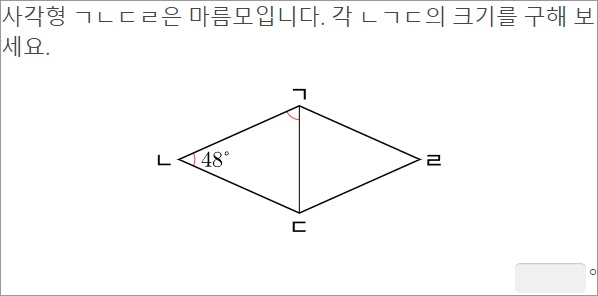 사각형 ㄱㄴㄷㄹ은 마름모입니다. 각 ㄴㄱㄷ의 크기를 구해 보
세요.
ㄱ
ㄴ 48° ㄹ
ㄷ
°